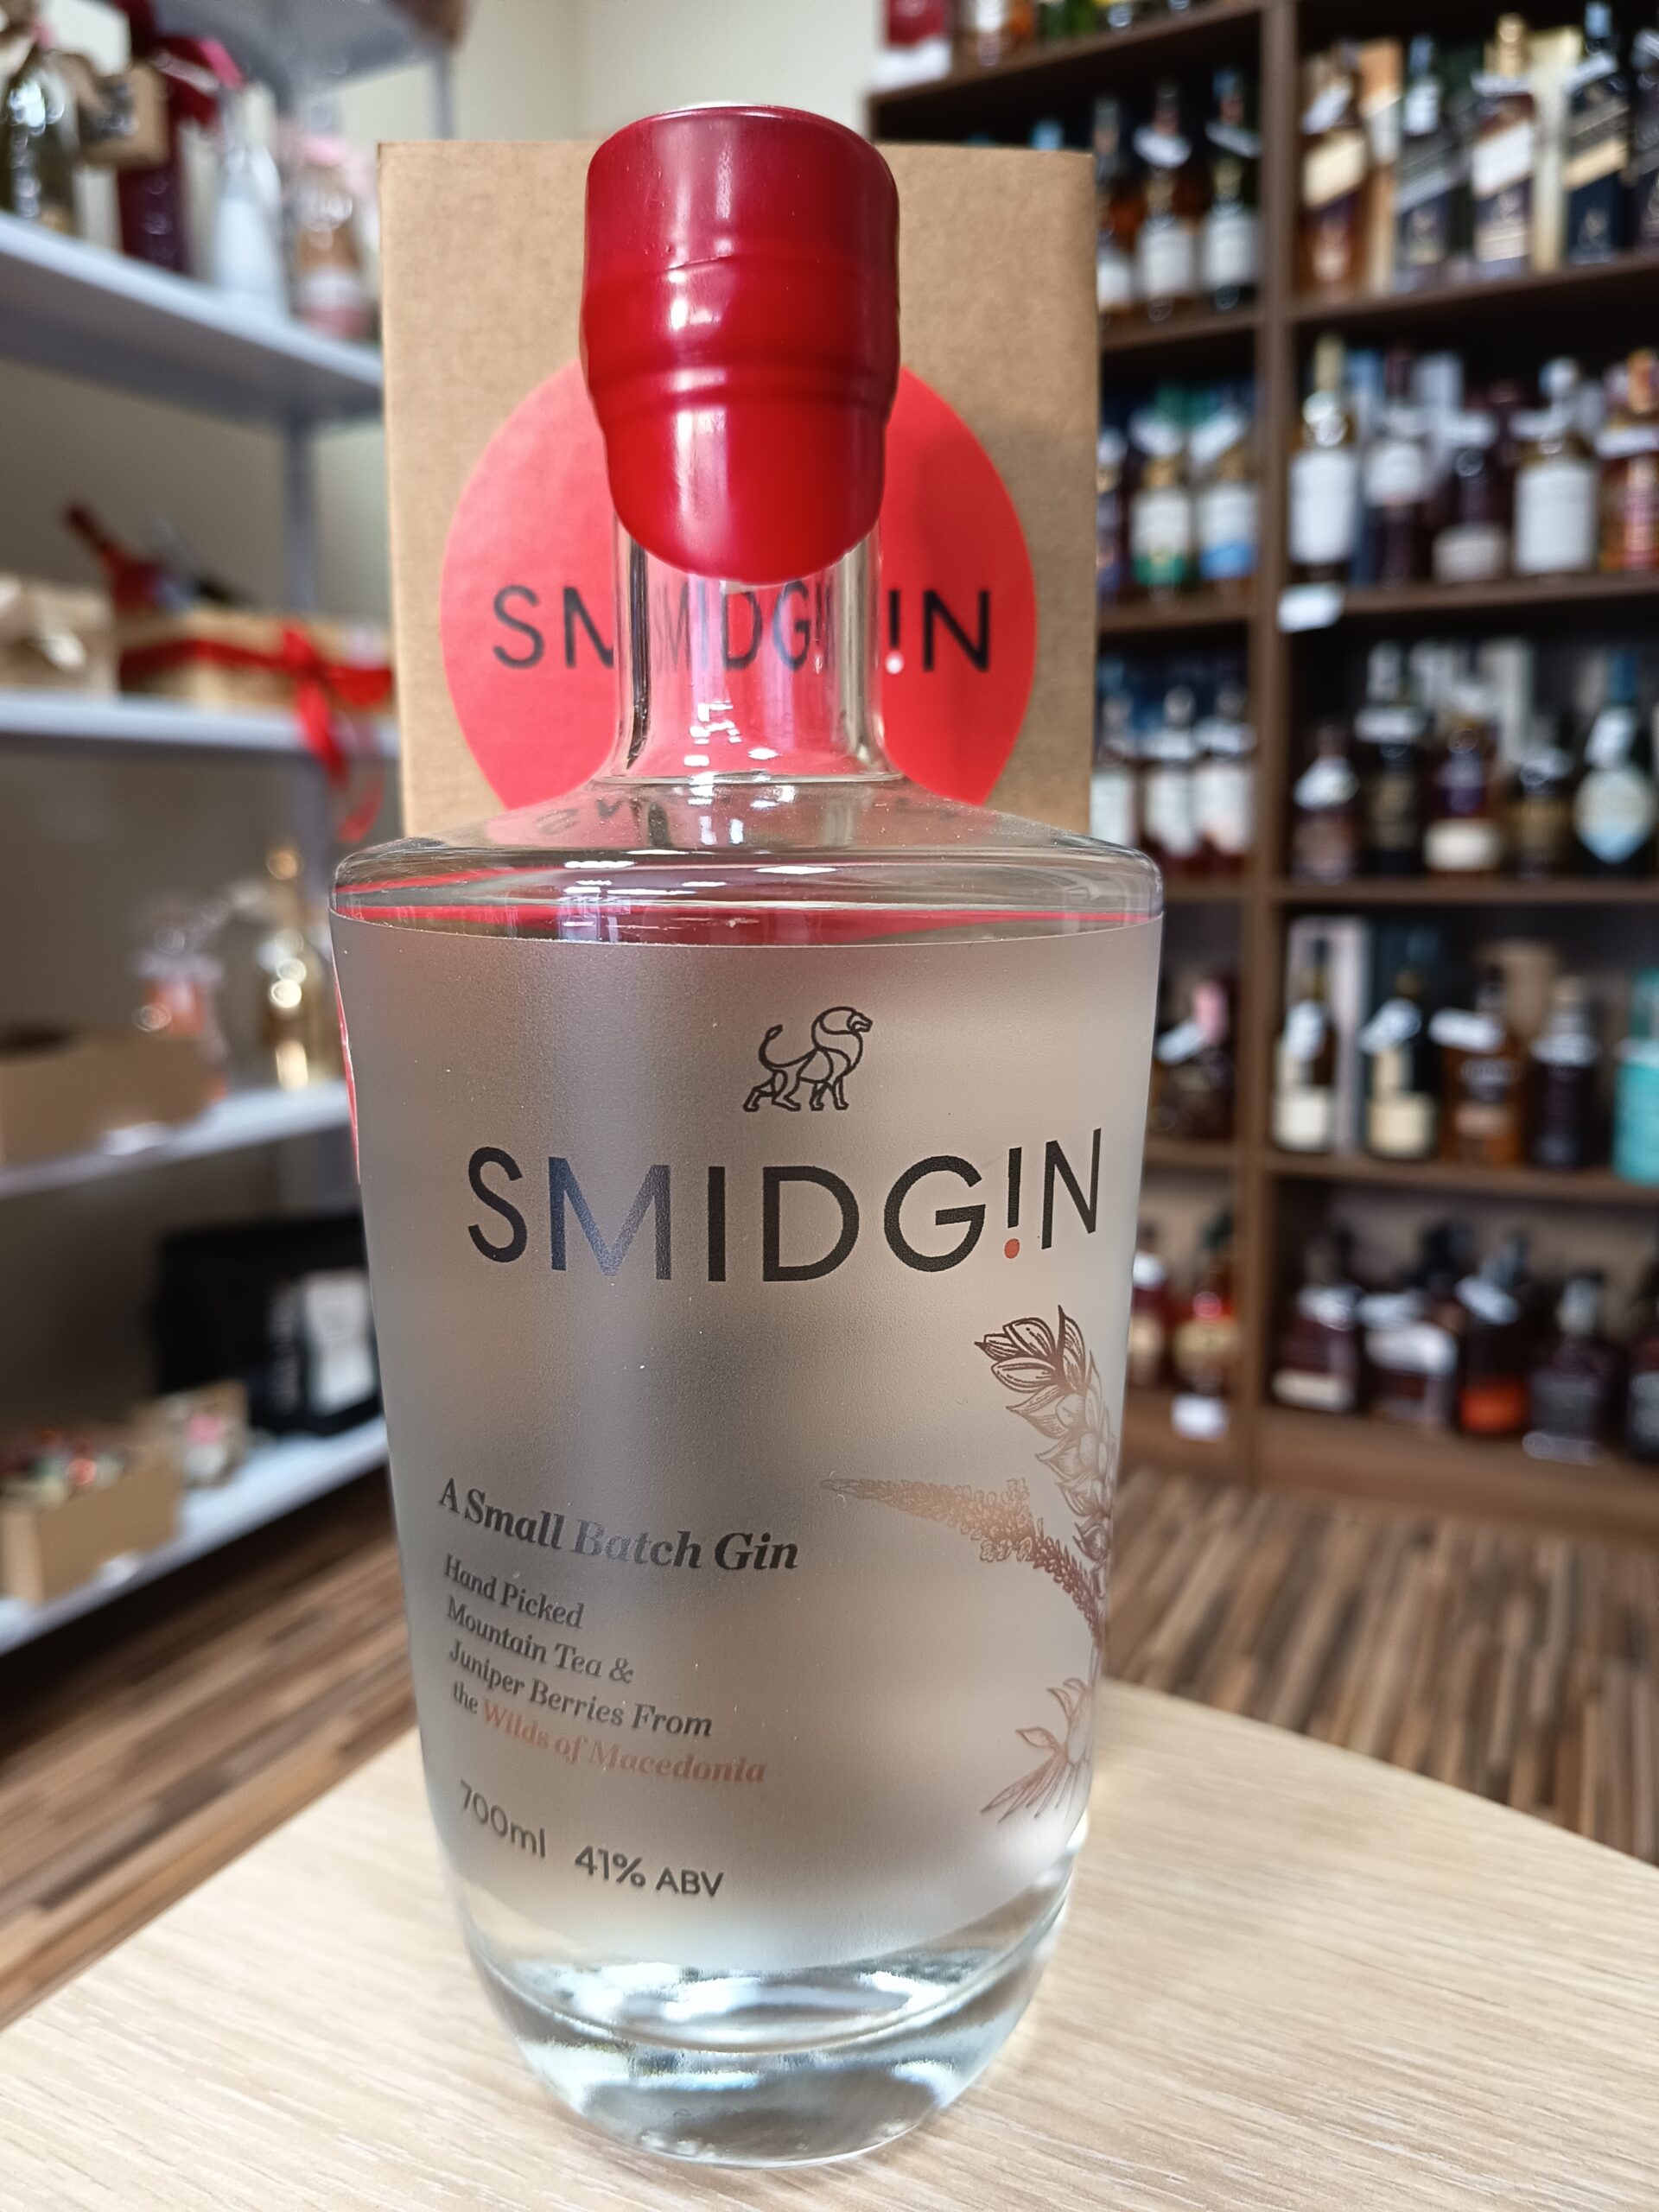 SM !N
SMIDG!N
SMIDG!N
A Small Batch Gin
Hand Picked
Mountain Tea &
Juniper Berries From
the Wilds of Macedonia
700ml 41% ABV